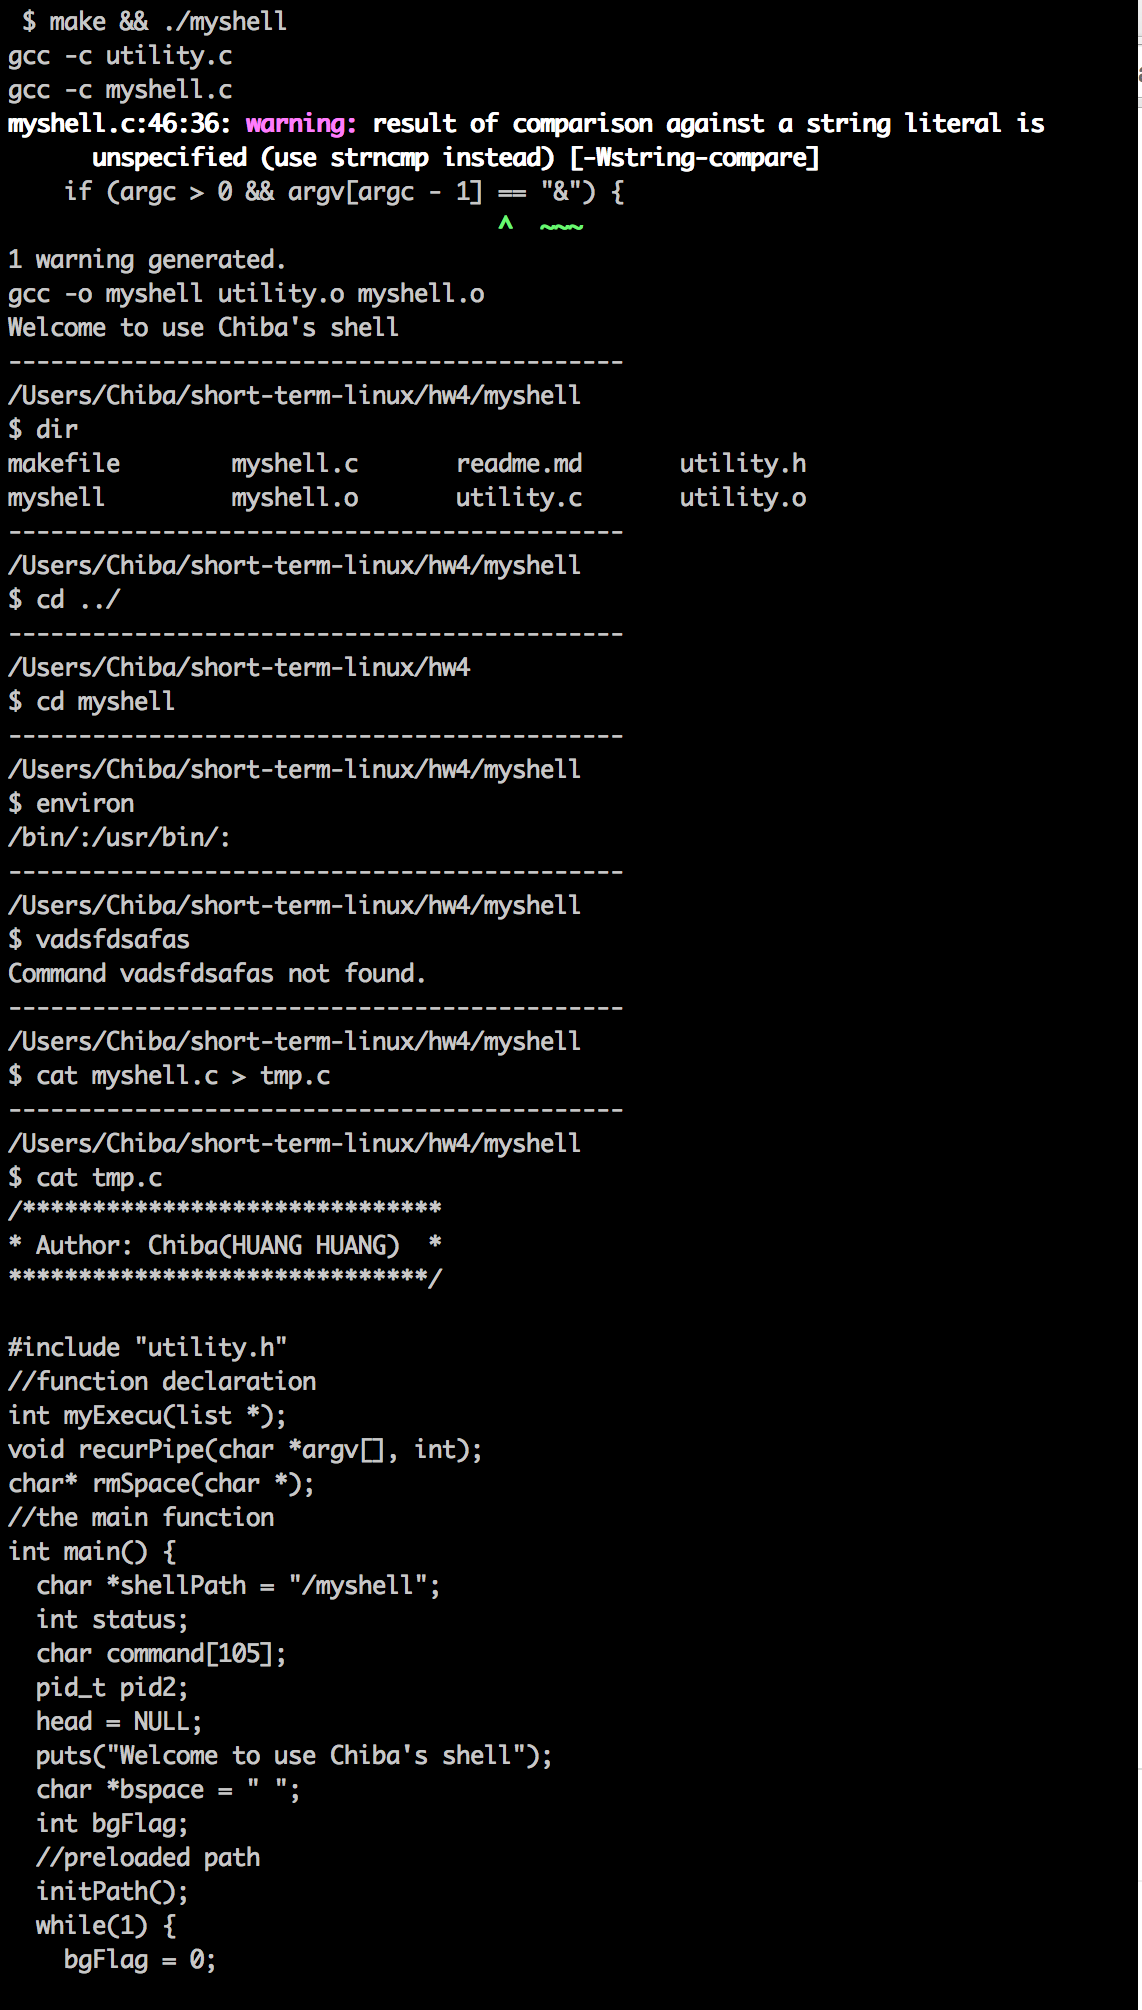 $ make && ./myshell
gcc -c utility.c
gcc -c myshell.c
myshell.c:46:36: warning: result of comparison against a string literal is
      unspecified (use strncmp instead) [-Wstring-compare]
    if (argc > 0 && argv[argc - 1] == "&") {
                                   ^  ~~~
1 warning generated.
gcc -o myshell utility.o myshell.o
Welcome to use Chiba's shell
--------------------------------------------
/Users/Chiba/short-term-linux/hw4/myshell
$ dir
makefile        myshell.c       readme.md       utility.h
myshell         myshell.o       utility.c       utility.o
--------------------------------------------
/Users/Chiba/short-term-linux/hw4/myshell
$ cd ../
--------------------------------------------
/Users/Chiba/short-term-linux/hw4
$ cd myshell
--------------------------------------------
/Users/Chiba/short-term-linux/hw4/myshell
$ environ
/bin/:/usr/bin/:
--------------------------------------------
/Users/Chiba/short-term-linux/hw4/myshell
$ vadsfdsafas
Command vadsfdsafas not found.
--------------------------------------------
/Users/Chiba/short-term-linux/hw4/myshell
$ cat myshell.c > tmp.c
--------------------------------------------
/Users/Chiba/short-term-linux/hw4/myshell
$ cat tmp.c
/******************************
* Author: Chiba(HUANG HUANG)  *
******************************/

#include "utility.h"
//function declaration
int myExecu(list *);
void recurPipe(char *argv[], int);
char* rmSpace(char *);
//the main function
int main() {
  char *shellPath = "/myshell";
  int status;
  char command[105];
  pid_t pid2;
  head = NULL;
  puts("Welcome to use Chiba's shell");
  char *bspace = " ";
  int bgFlag;
  //preloaded path
  initPath();
  while(1) {
    bgFlag = 0;